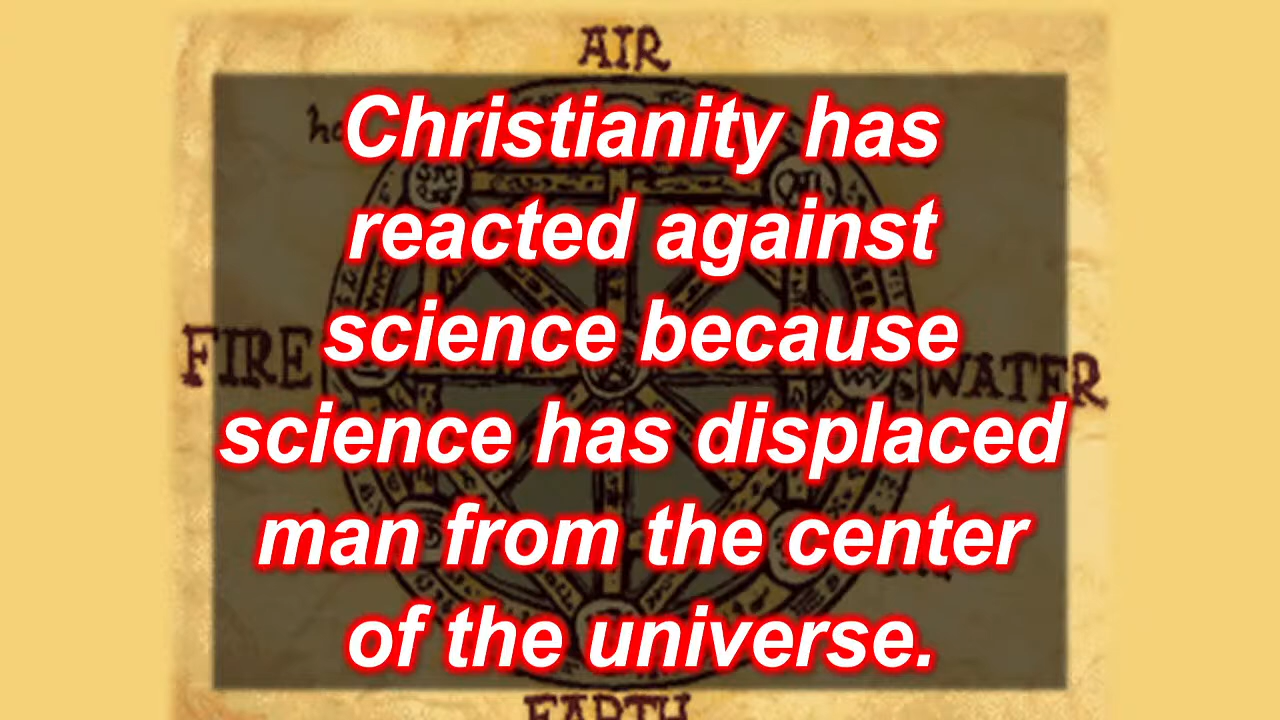 AIR
Christianity has
reacted against
science because
FIRE
WATER
science has displaced
man from the center
of the universe.
EARTH